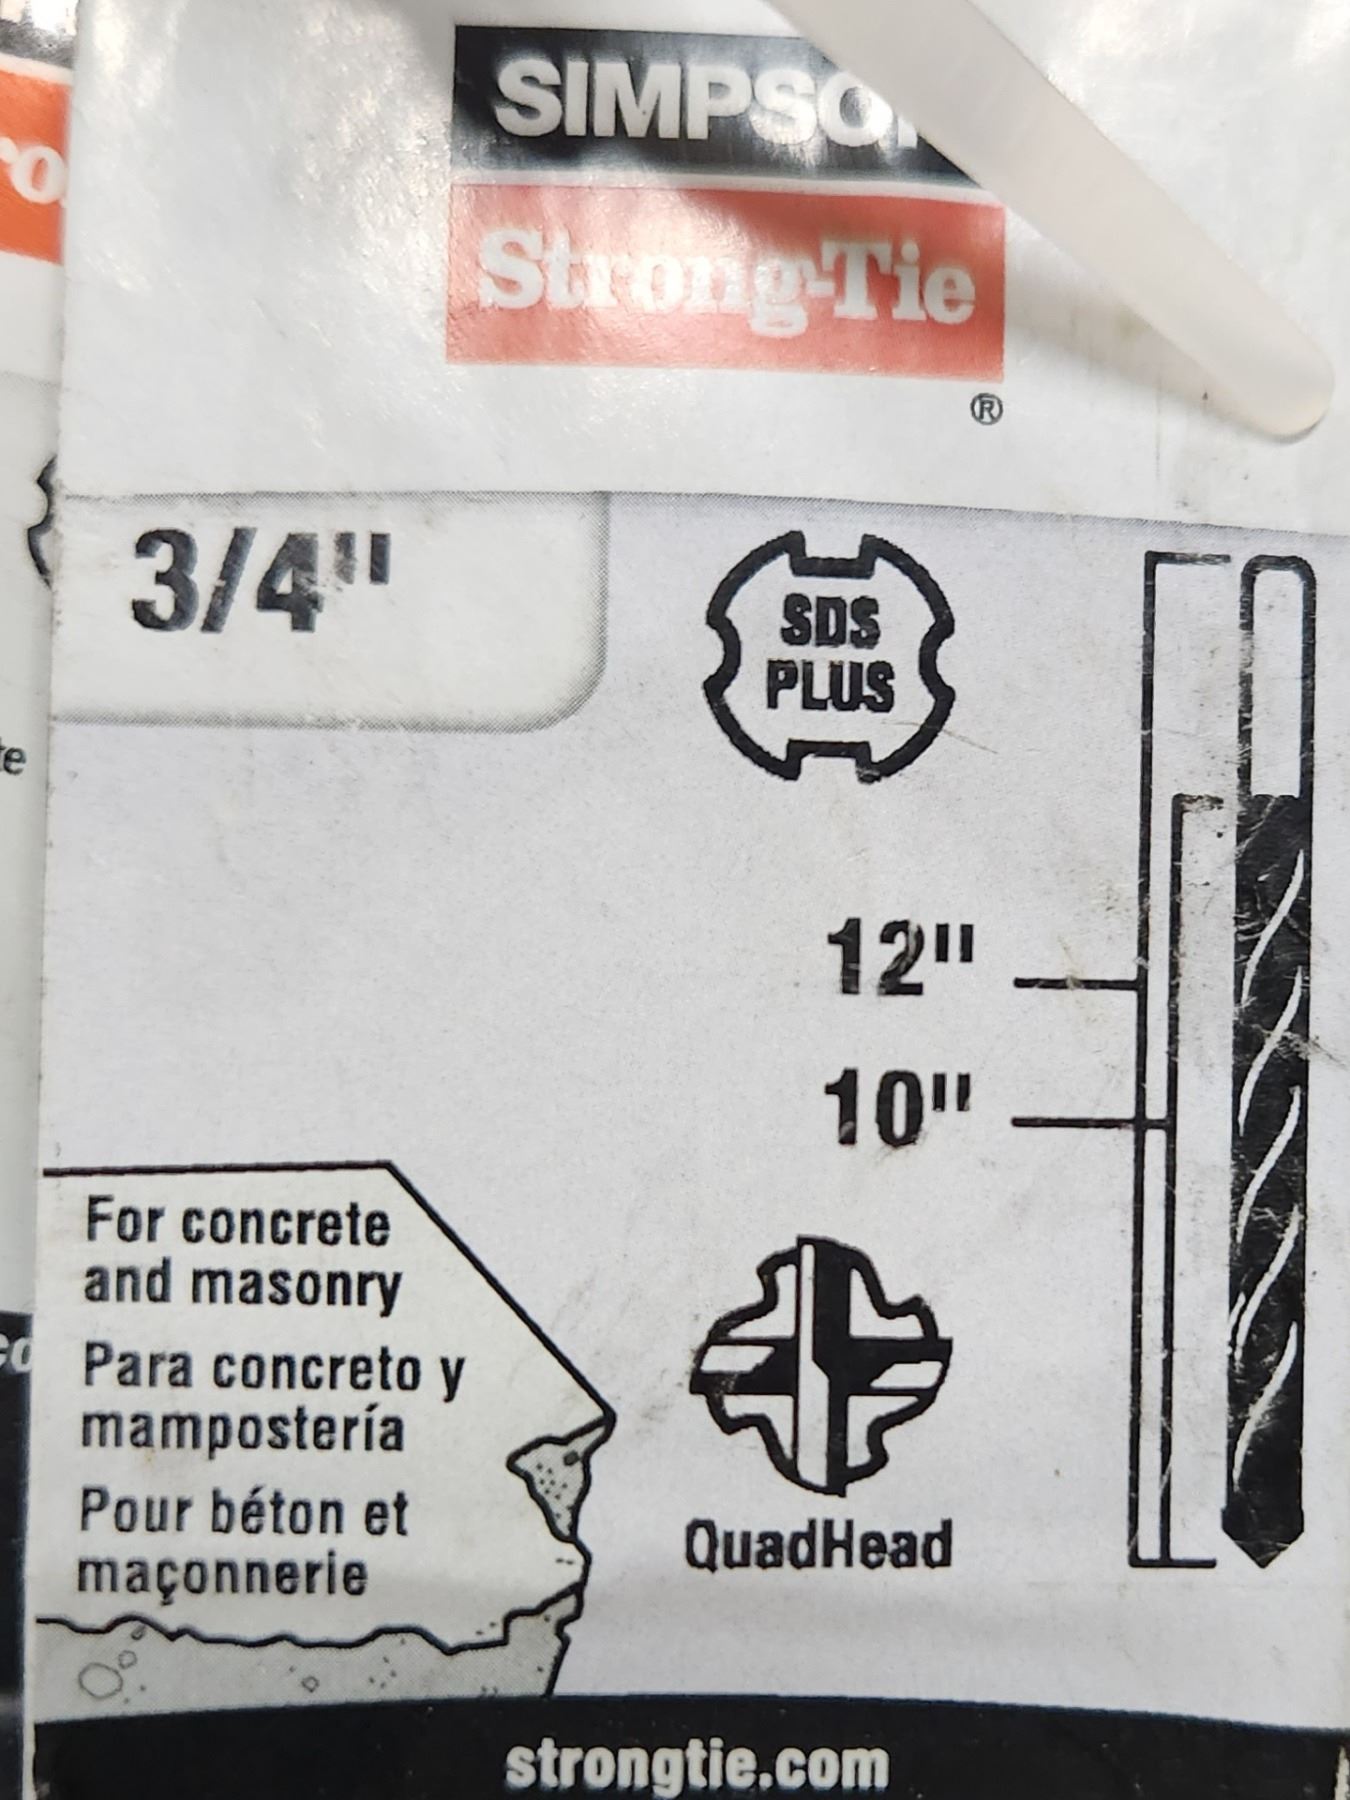 SIMPSON
Strong-Tie
®
3/4"
SDS
PLUS
12"
10"
For concrete
and masonry
Para concreto y
mampostería
Pour béton et
maçonnerie
QuadHead
strongtie.com